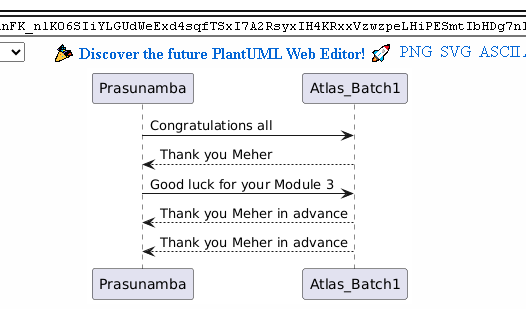 Discover the future PlantUML Web Editor! PNG SVG ASCII
Prasunamba Atlas_Batch1
Congratulations all
Thank you Meher
Good luck for your Module 3
Thank you Meher in advance
Thank you Meher in advance
Prasunamba Atlas_Batch1